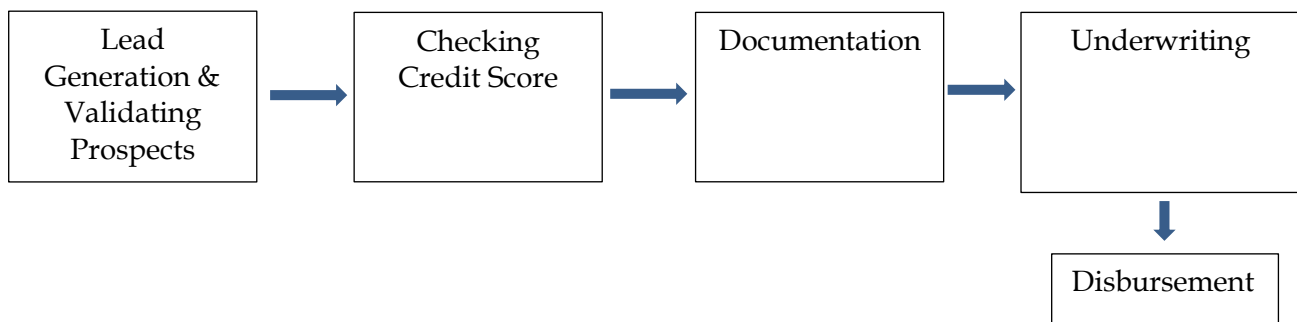 Lead
Generation &
Validating
Prospects
Checking
Credit Score
Documentation
Underwriting
Disbursement